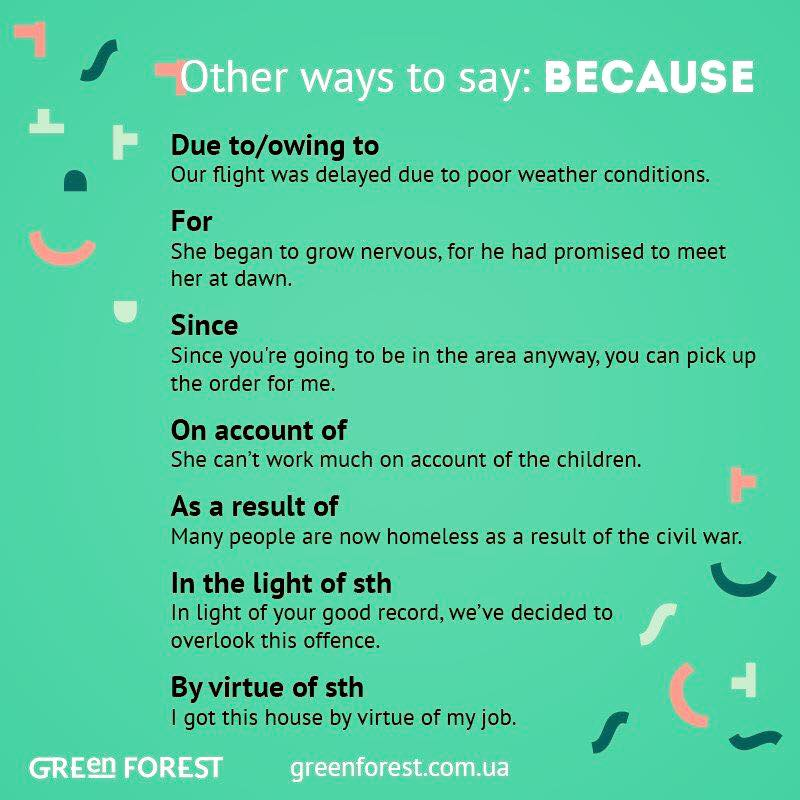 Other ways to say: BECAUSE
Due to/owing to
Our flight was delayed due to poor weather conditions.
For
She began to grow nervous, for he had promised to meet
her at dawn.
Since
Since you're going to be in the area anyway, you can pick up
the order for me.
On account of
She can’t work much on account of the children.
As a result of
Many people are now homeless as a result of the civil war.
In the light of sth
In light of your good record, we’ve decided to
overlook this offence.
By virtue of sth
I got this house by virtue of my job.
GREen FOREST greenforest.com.ua